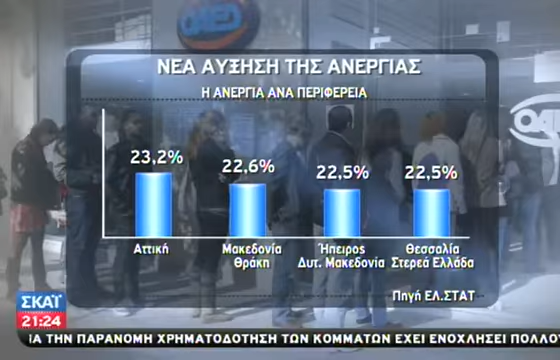 ΟΑΕΔ
ΝΕΑ ΑΥΞΗΣΗ ΤΗΣ ΑΝΕΡΓΙΑΣ
Η ΑΝΕΡΓΙΑ ΑΝΑ ΠΕΡΙΦΕΡΕΙΑ
23,2%
22,6%
22,5%
22,5%
Αττική
Μακεδονία
Θράκη
Ήπειρος
Δυτ. Μακεδονία
Θεσσαλία
Στερεά Ελλάδα
Πηγή ΕΛ.ΣΤΑΤ
ΣΚΑΪ
21:24
ΙΑ ΤΗΝ ΠΑΡΑΝΟΜΗ ΧΡΗΜΑΤΟΔΟΤΗΣΗ ΤΩΝ ΚΟΜΜΑΤΩΝ ΕΧΕΙ ΕΝΟΧΛΗΣΕΙ ΠΟΛΛΟ